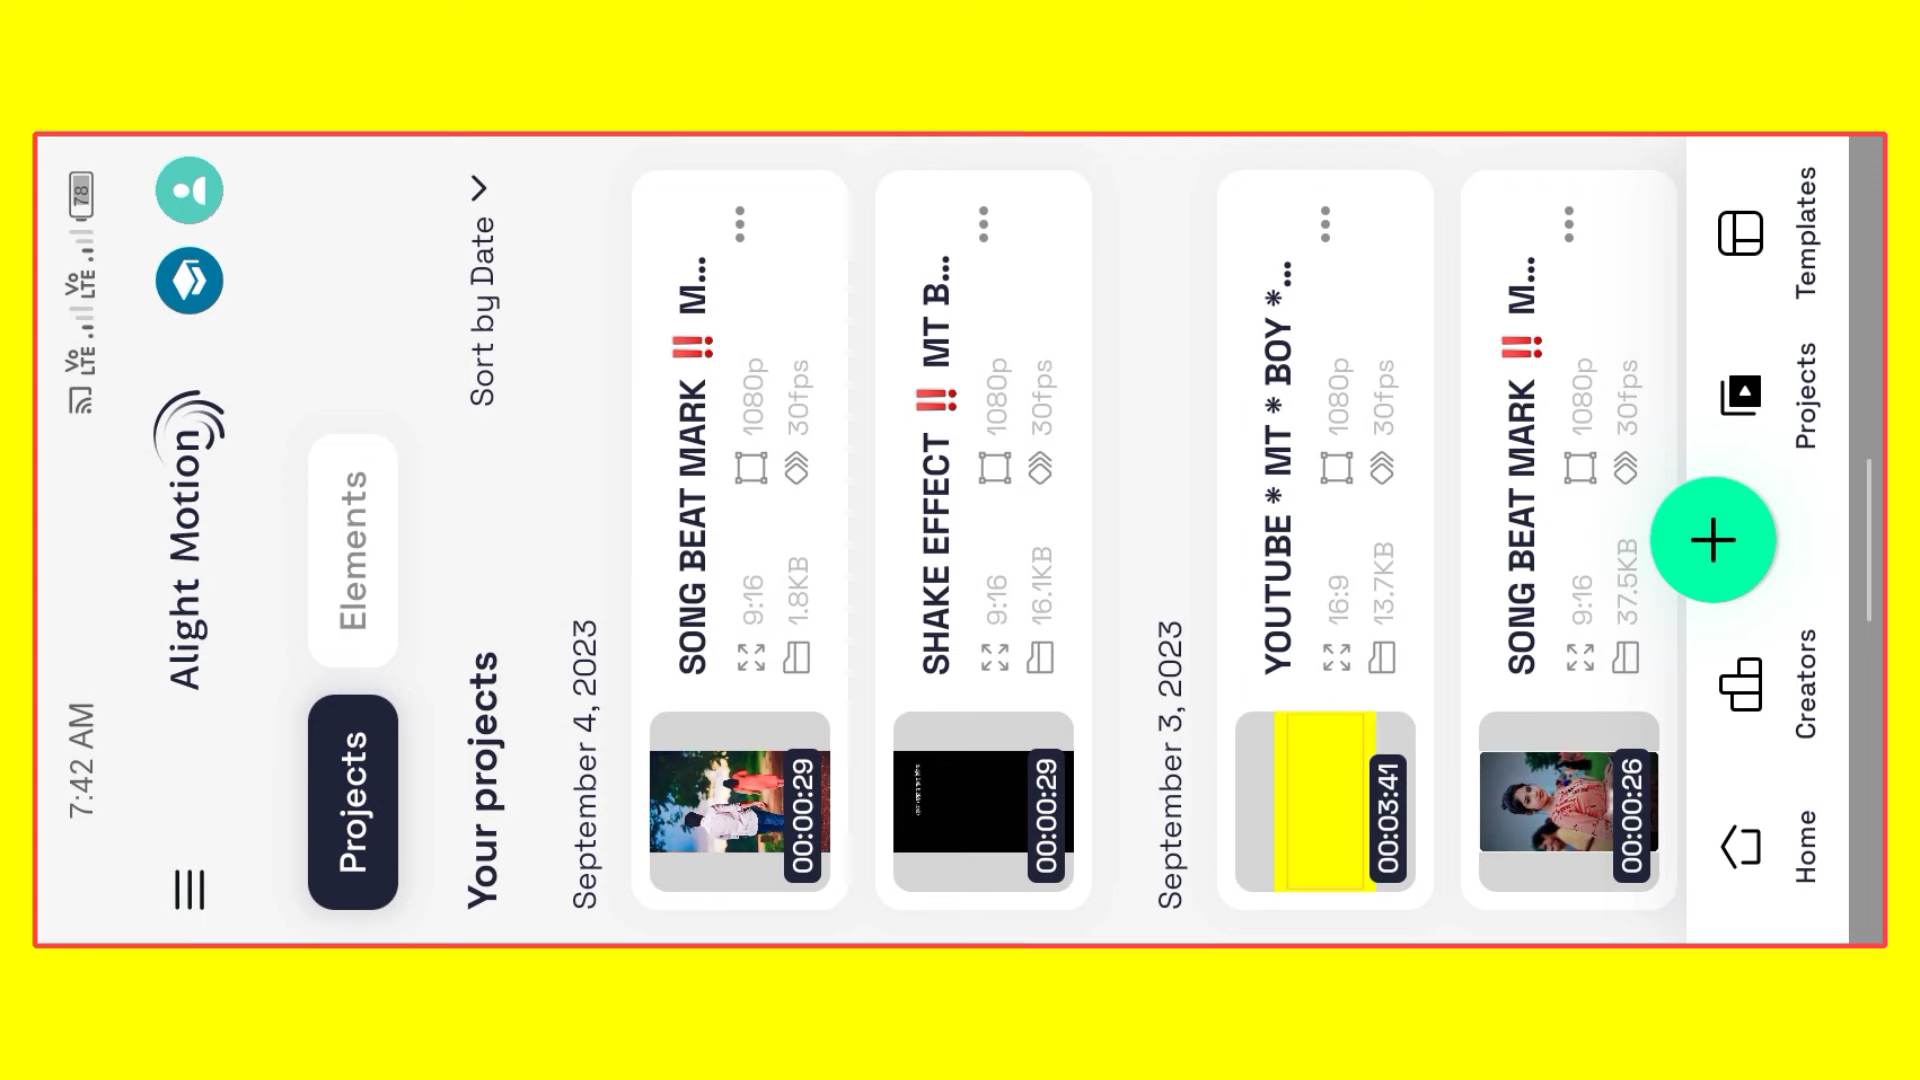 7:42 AM
Vo LTE Vo LTE 78
Alight Motion
Projects Elements
Your projects Sort by Date
September 4, 2023
SONG BEAT MARK ‼️ M...
9:16 1080p
1.8KB 30fps
00:00:29
SHAKE EFFECT ‼️ MT B...
9:16 1080p
16.1KB 30fps
00:00:29
September 3, 2023
YOUTUBE * MT * BOY *...
16:9 1080p
13.7KB 30fps
00:03:41
SONG BEAT MARK ‼️ M...
9:16 1080p
37.5KB 30fps
00:00:26
Home Creators Projects Templates